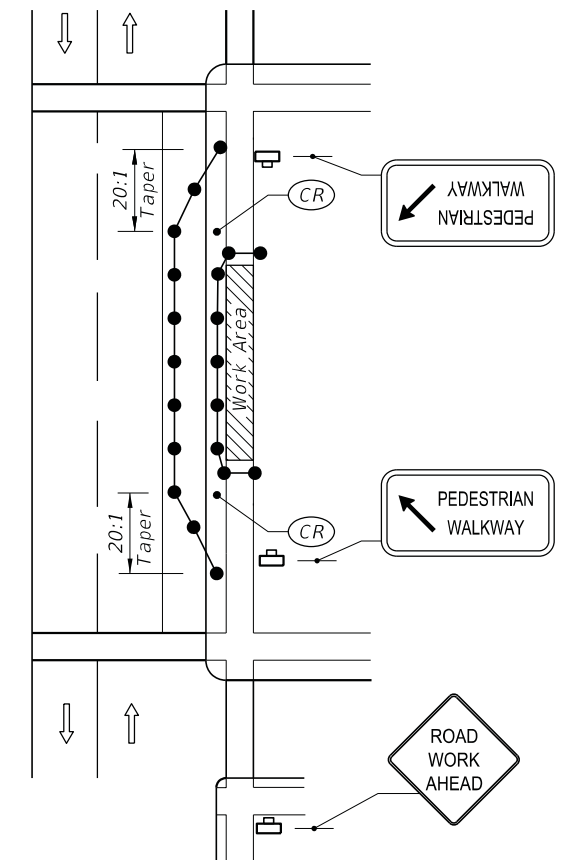 20:1
Taper
CR
PEDESTRIAN
WALKWAY
Work Area
20:1
Taper
CR
PEDESTRIAN
WALKWAY
ROAD
WORK
AHEAD